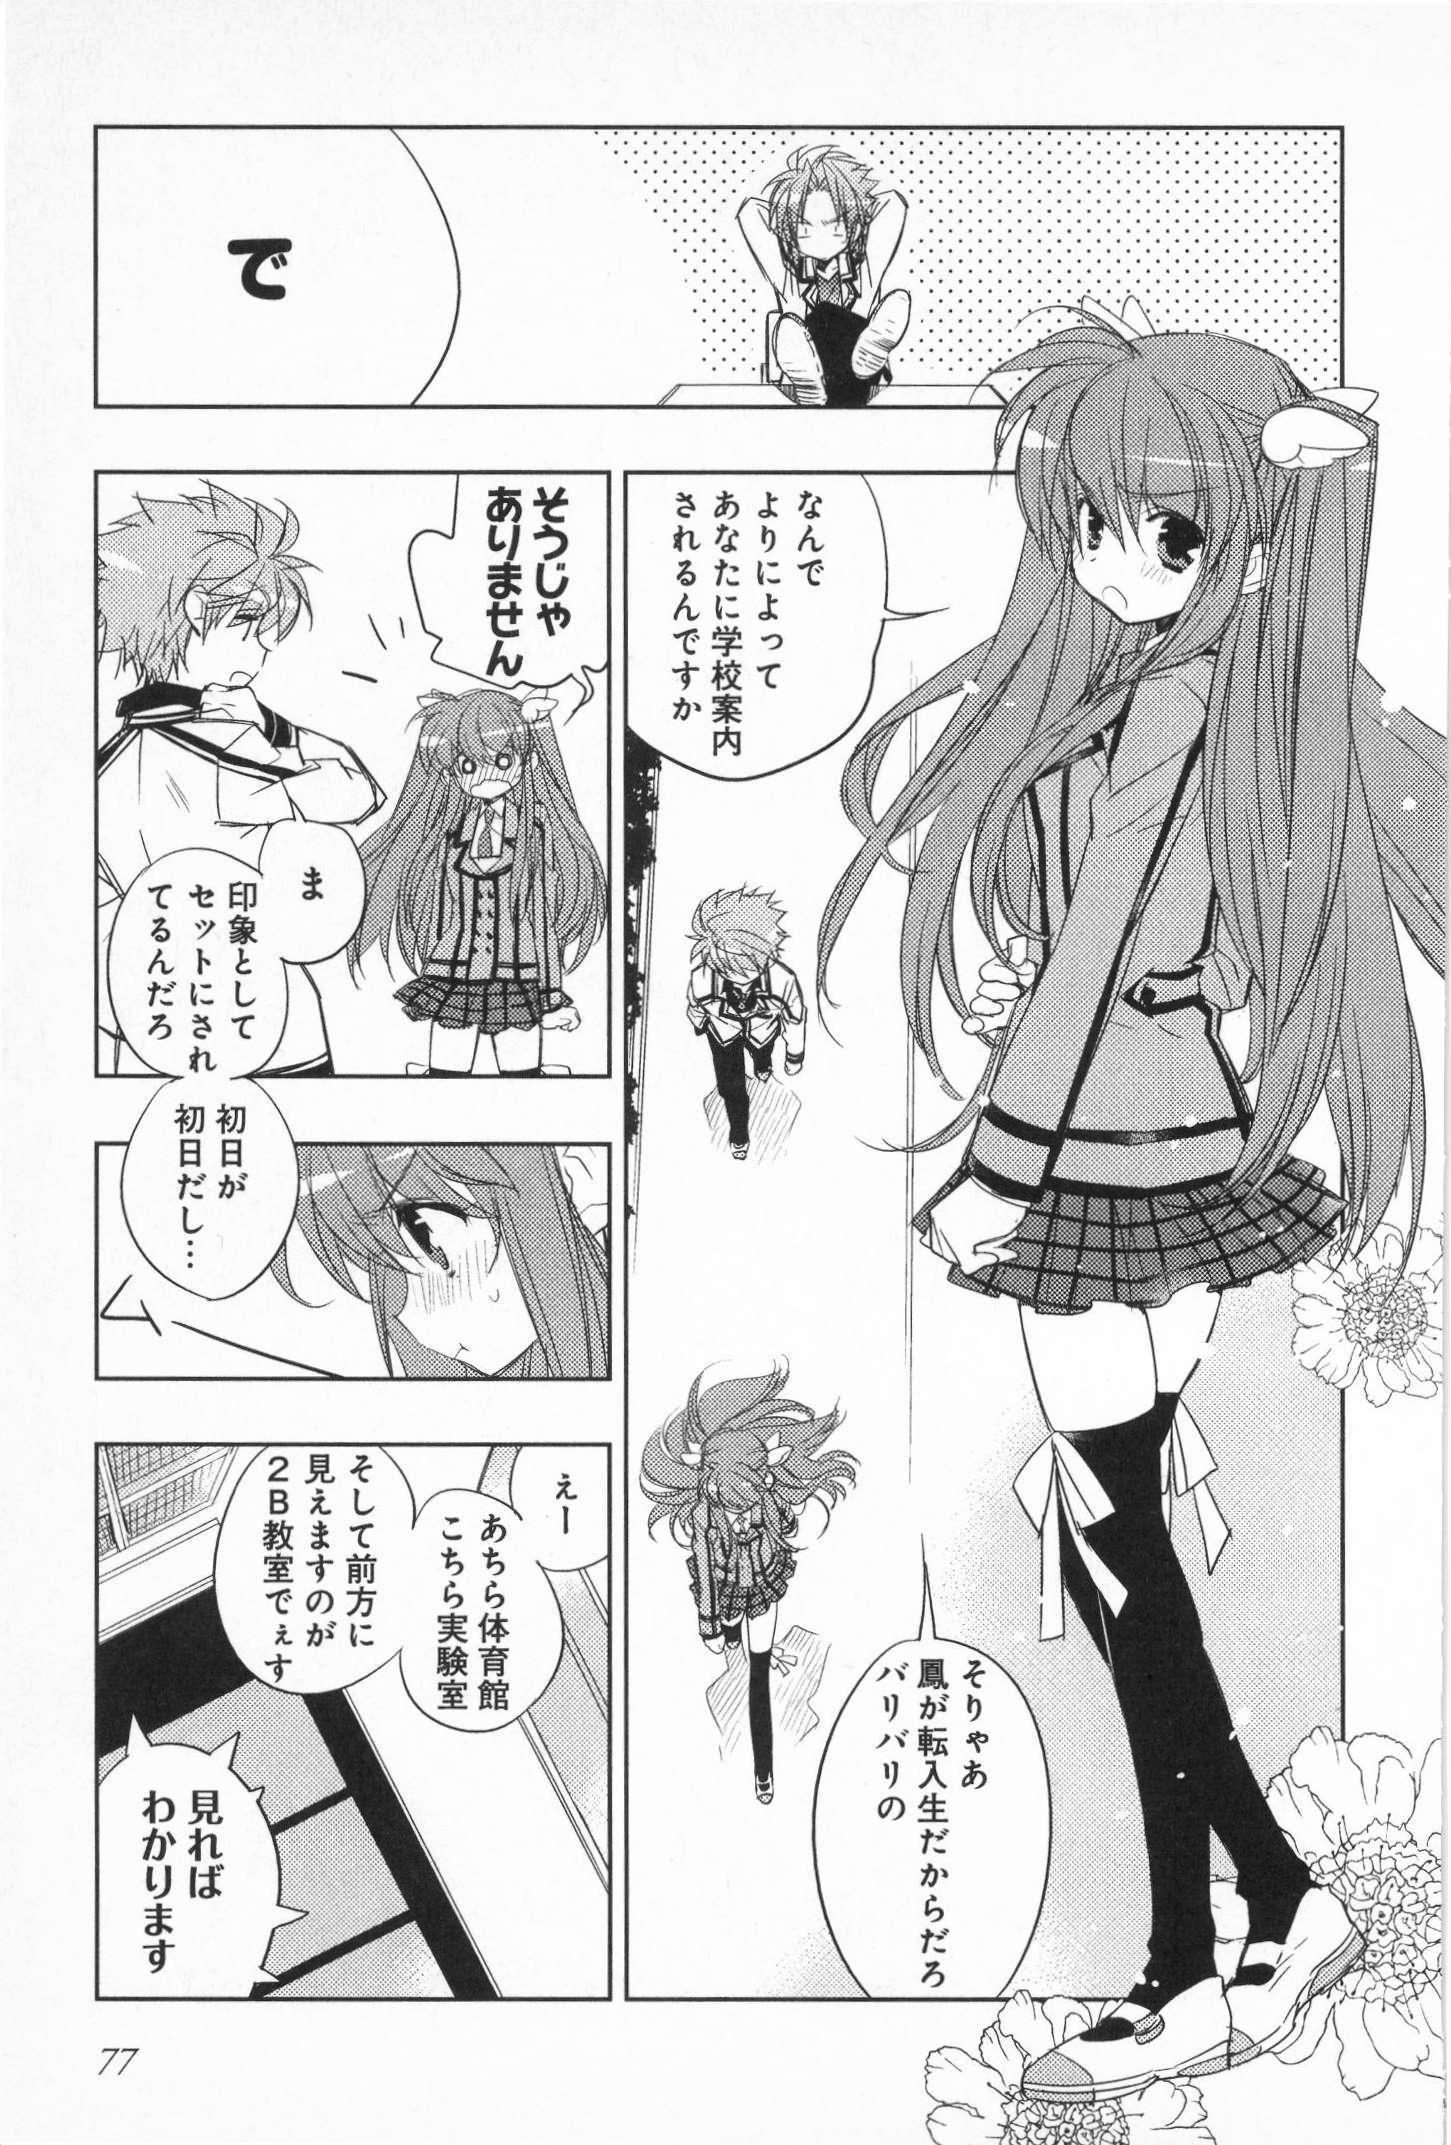 で
なんで
よりによって
あなたに学校案内
されるんですか
そりゃあ
鳳が転入生だからだろ
バリバリの
そうじゃ
ありません
ま
印象として
セットにされ
てるんだろ
初日が
初日だし…
ム
えー
あちら体育館
こちら実験室
そして前方に
見えますのが
2B教室でぇす
見れば
わかります
77